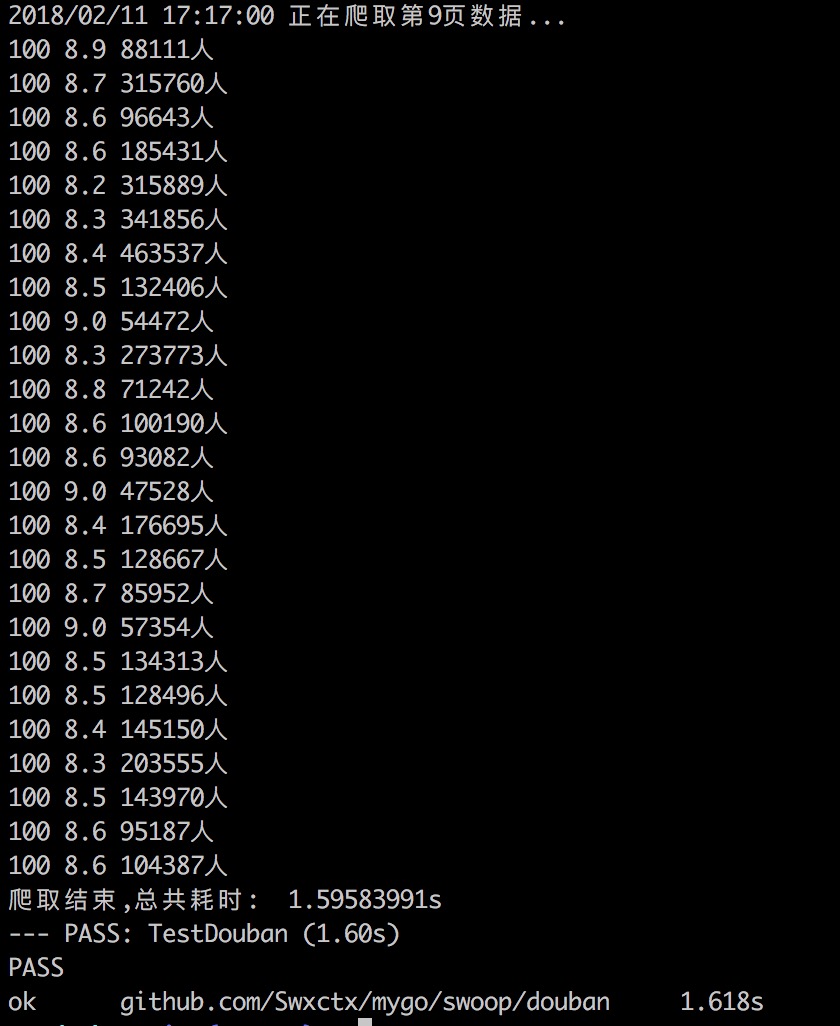 2018/02/11 17:17:00 正在爬取第9页数据...
100 8.9 88111人
100 8.7 315760人
100 8.6 96643人
100 8.6 185431人
100 8.2 315889人
100 8.3 341856人
100 8.4 463537人
100 8.5 132406人
100 9.0 54472人
100 8.3 273773人
100 8.8 71242人
100 8.6 100190人
100 8.6 93082人
100 9.0 47528人
100 8.4 176695人
100 8.5 128667人
100 8.7 85952人
100 9.0 57354人
100 8.5 134313人
100 8.5 128496人
100 8.4 145150人
100 8.3 203555人
100 8.5 143970人
100 8.6 95187人
100 8.6 104387人
爬取结束,总共耗时: 1.59583991s
--- PASS: TestDouban (1.60s)
PASS
ok github.com/Swxctx/mygo/swoop/douban 1.618s